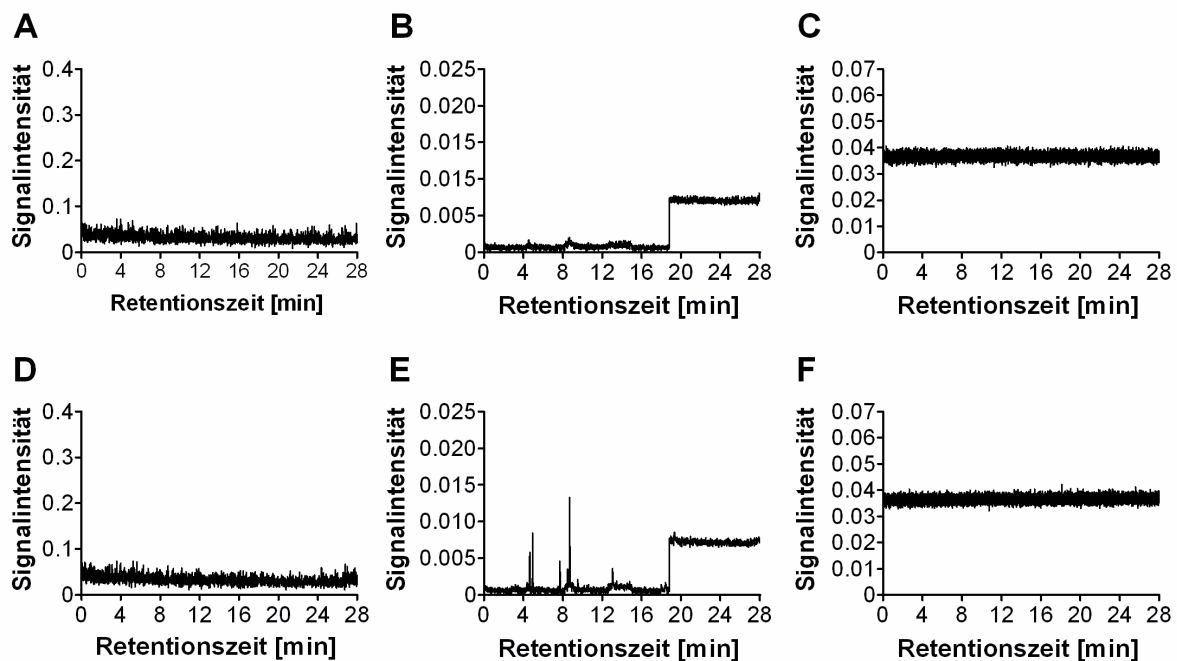 A
B
C
Signalintensität
0.4
0.3
0.2
0.1
0
0 4 8 12 16 20 24 28
Retentionszeit [min]
Signalintensität
0.025
0.020
0.015
0.015
0.005
0
0 4 8 12 16 20 24 28
Retentionszeit [min]
Signalintensität
0.07
0.06
0.05
0.04
0.03
0.02
0.01
0
0 4 8 12 16 20 24 28
Retentionszeit [min]
D
E
F
Signalintensität
0.4
0.3
0.2
0.1
0
0 4 8 12 16 20 24 28
Retentionszeit [min]
Signalintensität
0.025
0.020
0.015
0.010
0.005
0
0 4 8 12 16 20 24 28
Retentionszeit [min]
Signalintensität
0.07
0.06
0.05
0.04
0.03
0.02
0.01
0
0 4 8 12 16 20 24 28
Retentionszeit [min]